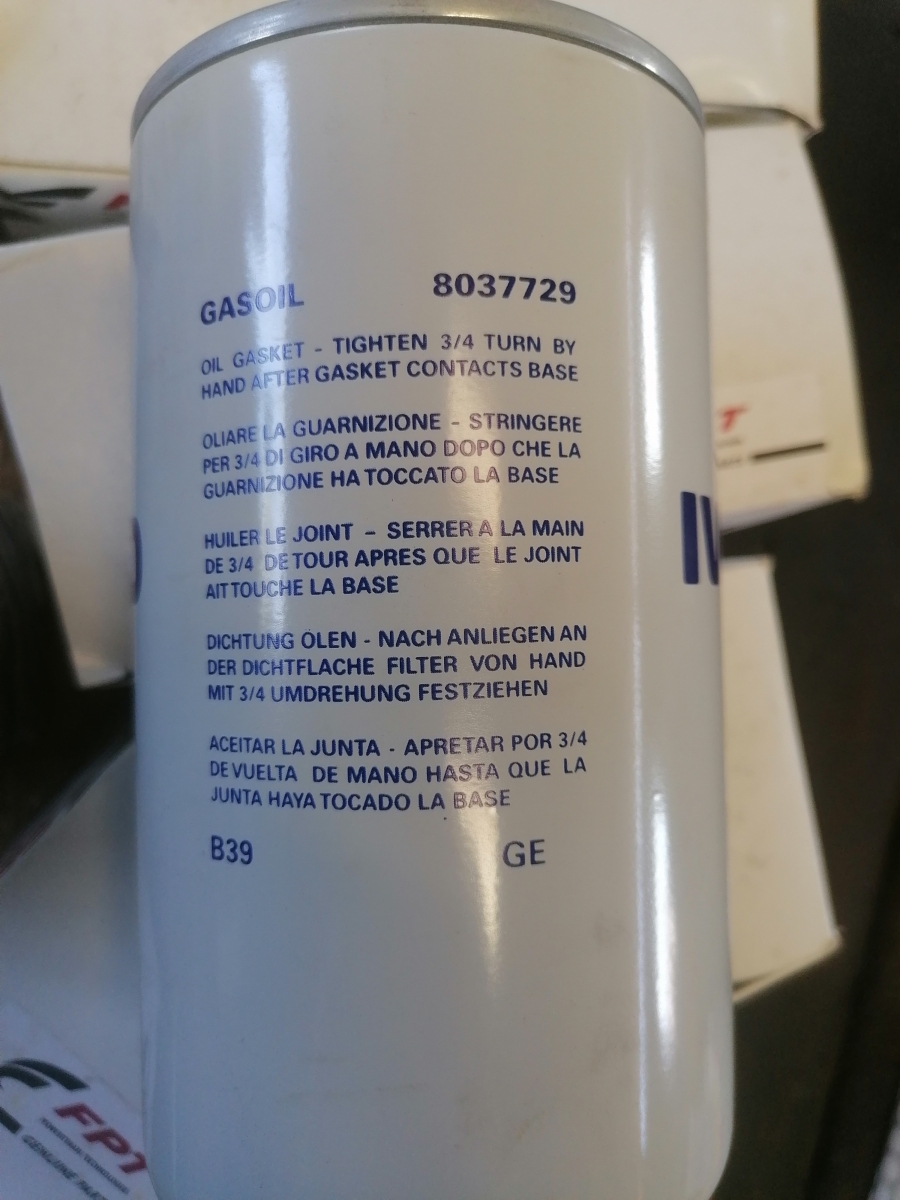 GASOIL 8037729
OIL GASKET - TIGHTEN 3/4 TURN BY
HAND AFTER GASKET CONTACTS BASE
OLIARE LA GUARNIZIONE - STRINGERE
PER 3/4 DI GIRO A MANO DOPO CHE LA
GUARNIZIONE HA TOCCATO LA BASE
HUILER LE JOINT - SERRER A LA MAIN
DE 3/4 DE TOUR APRES QUE LE JOINT
AIT TOUCHE LA BASE
DICHTUNG ÖLEN - NACH ANLIEGEN AN
DER DICHTFLACHE FILTER VON HAND
MIT 3/4 UMDREHUNG FESTZIEHEN
ACEITAR LA JUNTA - APRETAR POR 3/4
DE VUELTA DE MANO HASTA QUE LA
JUNTA HAYA TOCADO LA BASE
B39 GE
FPT